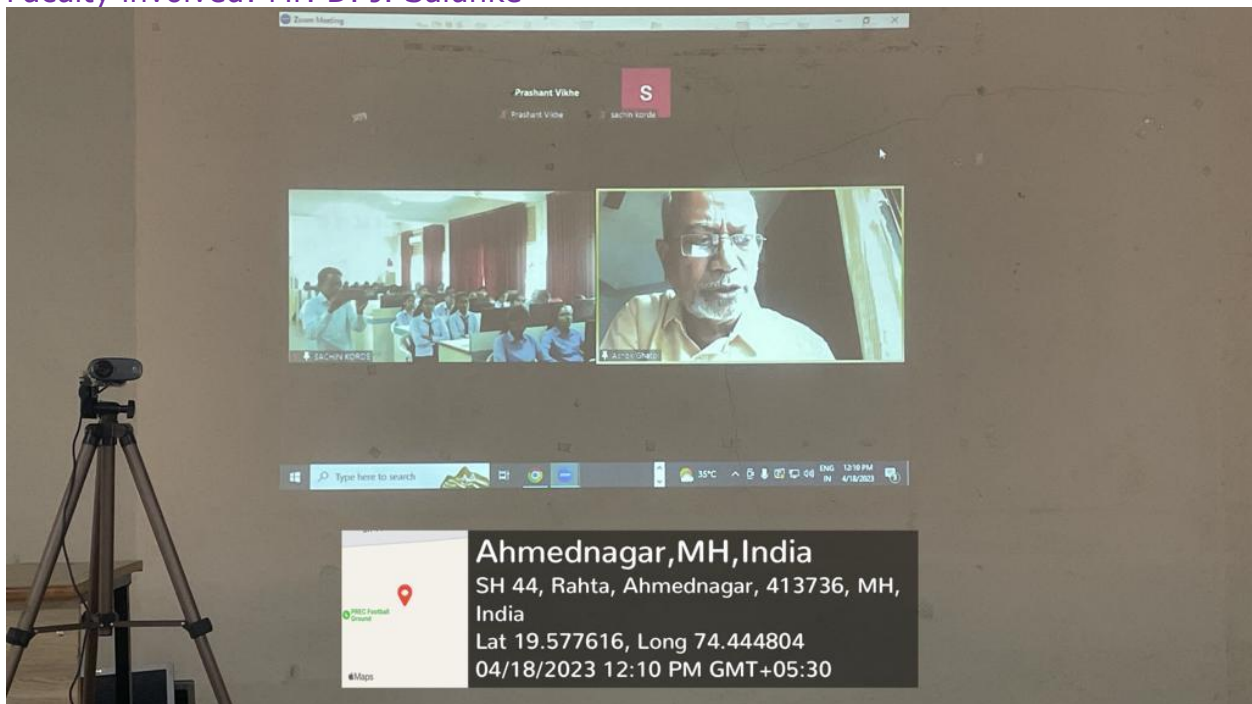 Faculty Involved: Mr. D. J. Salunke
Zoom Meeting
Prashant Vikhe
S
Prashant Vikhe
sachin korde
SACHIN KORDE
Ashok Ghate
Type here to search
35°C
ENG
12:10 PM
IN
4/18/2023
Ahmednagar,MH,India
SH 44, Rahta, Ahmednagar, 413736, MH,
India
Lat 19.577616, Long 74.444804
04/18/2023 12:10 PM GMT+05:30
PREC Football
Ground
Maps